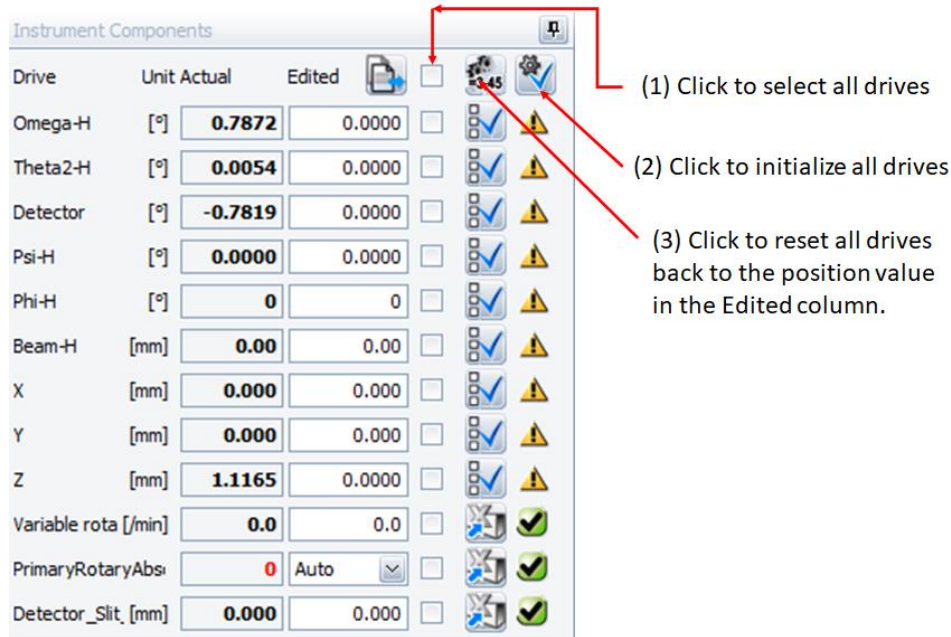 Instrument Components
Drive Unit Actual Edited =3.45
Omega-H [°] 0.7872 0.0000
Theta2-H [°] 0.0054 0.0000
Detector [°] -0.7819 0.0000
Psi-H [°] 0.0000 0.0000
Phi-H [°] 0 0
Beam-H [mm] 0.00 0.00
X [mm] 0.000 0.000
Y [mm] 0.000 0.000
Z [mm] 1.1165 0.0000
Variable rota [/min] 0.0 0.0
PrimaryRotaryAbs 0 Auto
Detector_Slit_ [mm] 0.000 0.000
(1) Click to select all drives
(2) Click to initialize all drives
(3) Click to reset all drives
back to the position value
in the Edited column.